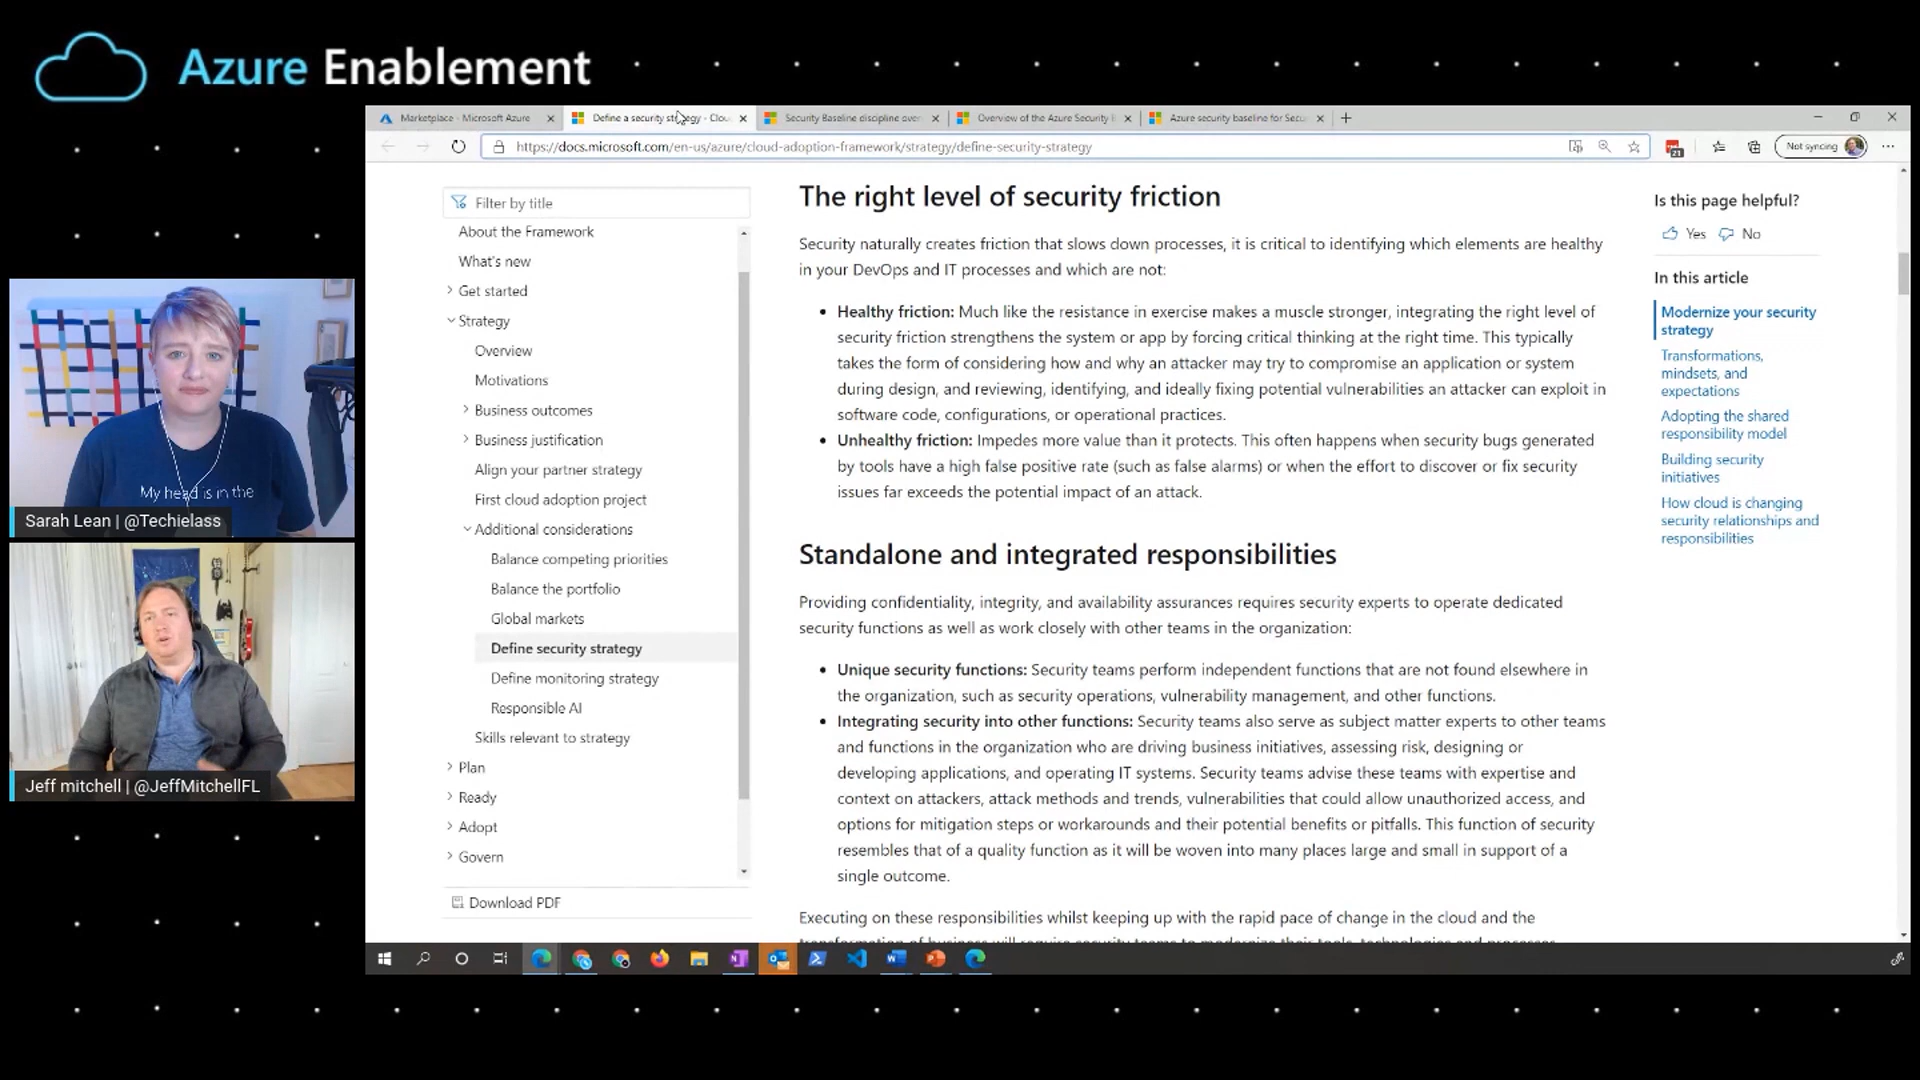 Azure Enablement
Marketplace - Microsoft Azure
Define a security strategy - Clou
Security Baseline discipline over
Overview of the Azure Security
Azure security baseline for Secu
https://docs.microsoft.com/en-us/azure/cloud-adoption-framework/strategy/define-security-strategy
21
Not syncing
Filter by title
About the Framework
What's new
Get started
Strategy
Overview
Motivations
Business outcomes
Business justification
Align your partner strategy
First cloud adoption project
Additional considerations
Balance competing priorities
Balance the portfolio
Global markets
Define security strategy
Define monitoring strategy
Responsible AI
Skills relevant to strategy
Plan
Ready
Adopt
Govern
Download PDF
The right level of security friction
Security naturally creates friction that slows down processes, it is critical to identifying which elements are healthy
in your DevOps and IT processes and which are not:
Healthy friction: Much like the resistance in exercise makes a muscle stronger, integrating the right level of
security friction strengthens the system or app by forcing critical thinking at the right time. This typically
takes the form of considering how and why an attacker may try to compromise an application or system
during design, and reviewing, identifying, and ideally fixing potential vulnerabilities an attacker can exploit in
software code, configurations, or operational practices.
Unhealthy friction: Impedes more value than it protects. This often happens when security bugs generated
by tools have a high false positive rate (such as false alarms) or when the effort to discover or fix security
issues far exceeds the potential impact of an attack.
Standalone and integrated responsibilities
Providing confidentiality, integrity, and availability assurances requires security experts to operate dedicated
security functions as well as work closely with other teams in the organization:
Unique security functions: Security teams perform independent functions that are not found elsewhere in
the organization, such as security operations, vulnerability management, and other functions.
Integrating security into other functions: Security teams also serve as subject matter experts to other teams
and functions in the organization who are driving business initiatives, assessing risk, designing or
developing applications, and operating IT systems. Security teams advise these teams with expertise and
context on attackers, attack methods and trends, vulnerabilities that could allow unauthorized access, and
options for mitigation steps or workarounds and their potential benefits or pitfalls. This function of security
resembles that of a quality function as it will be woven into many places large and small in support of a
single outcome.
Executing on these responsibilities whilst keeping up with the rapid pace of change in the cloud and the
transformation of business will require security teams to modernize their tools, technologies and processes
Is this page helpful?
Yes No
In this article
Modernize your security
strategy
Transformations,
mindsets, and
expectations
Adopting the shared
responsibility model
Building security
initiatives
How cloud is changing
security relationships and
responsibilities
My head is in the
Sarah Lean | @Techielass
Jeff mitchell | @JeffMitchellFL